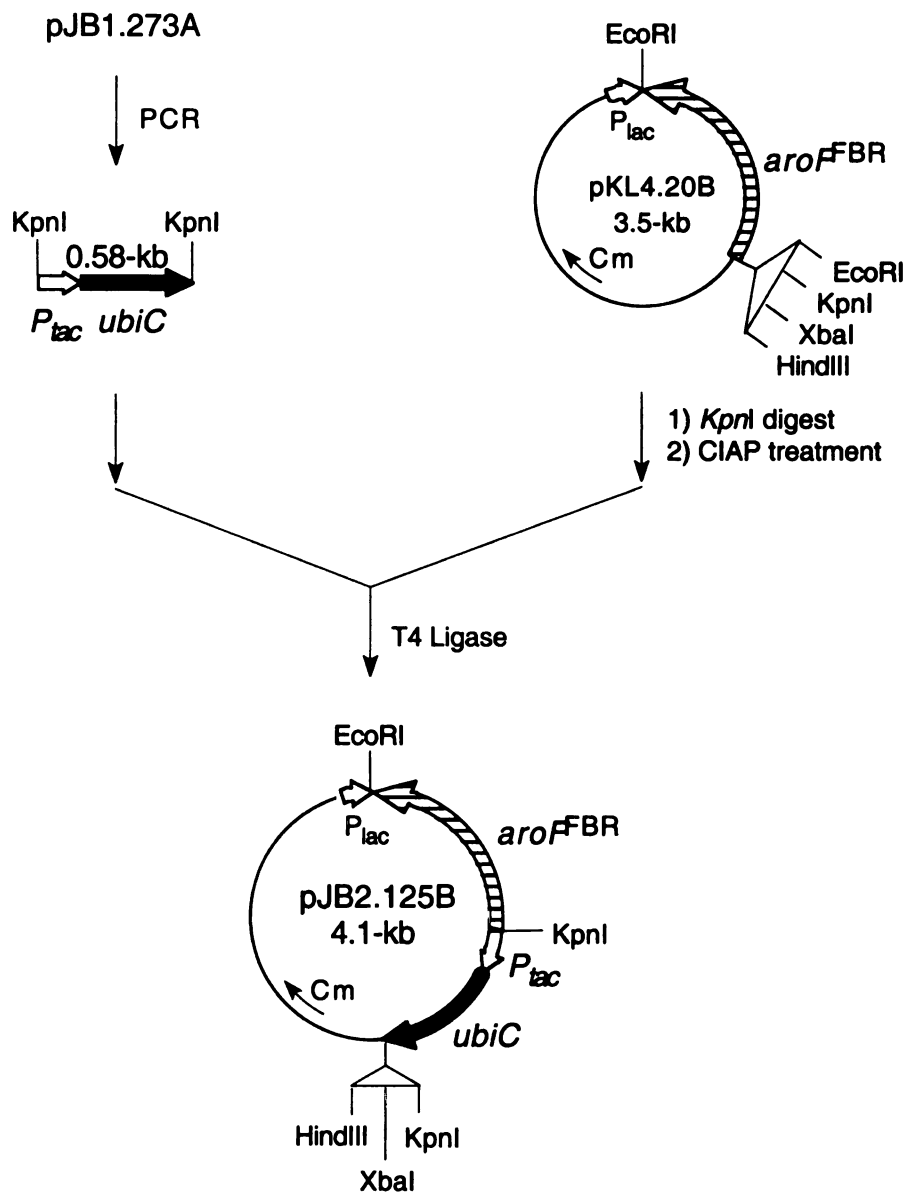 pJB1.273A
PCR
KpnI
KpnI
0.58-kb
Ptac ubiC
EcoRI
Plac
aroFFBR
pKL4.20B
3.5-kb
Cm
EcoRI
KpnI
XbaI
HindIII
1) KpnI digest
2) CIAP treatment
T4 Ligase
EcoRI
Plac
aroFFBR
pJB2.125B
4.1-kb
KpnI
Ptac
Cm
ubiC
HindIII
KpnI
XbaI